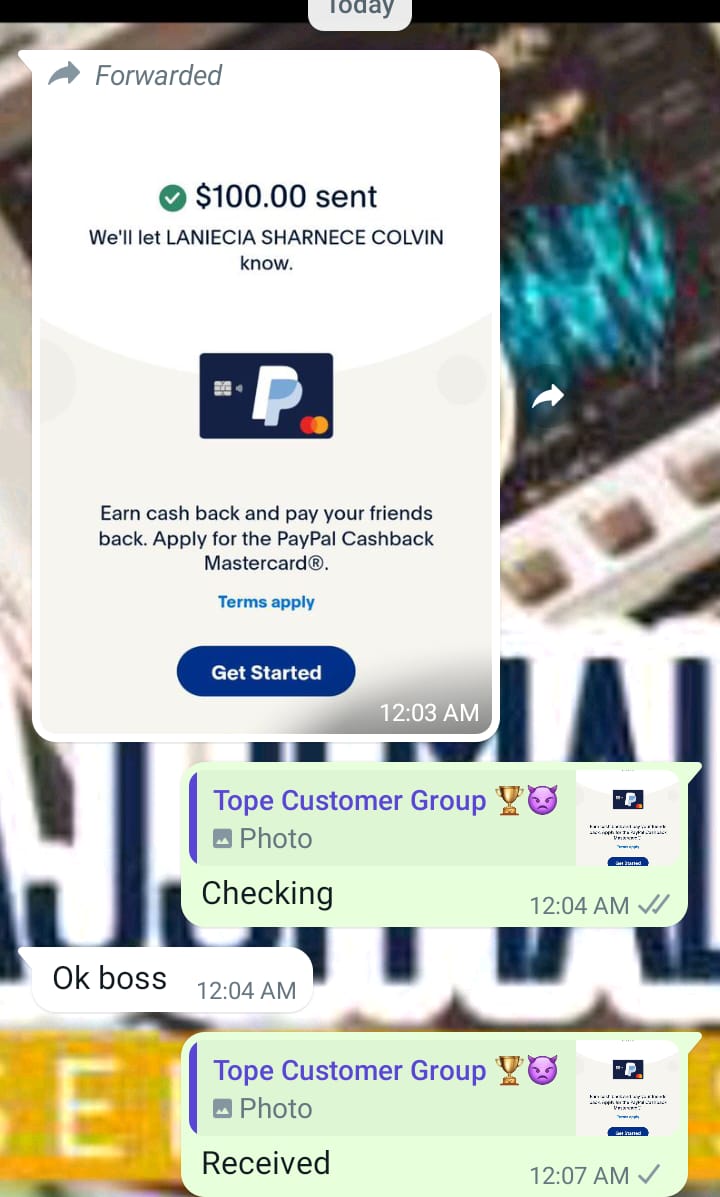 Today
Forwarded
$100.00 sent
We'll let LANIECIA SHARNECE COLVIN
know.
Earn cash back and pay your friends
back. Apply for the PayPal Cashback
Mastercard®.
Terms apply
Get Started
12:03 AM
Tope Customer Group 🏆😈
Photo
Checking
12:04 AM
Ok boss
12:04 AM
Tope Customer Group 🏆😈
Photo
Received
12:07 AM